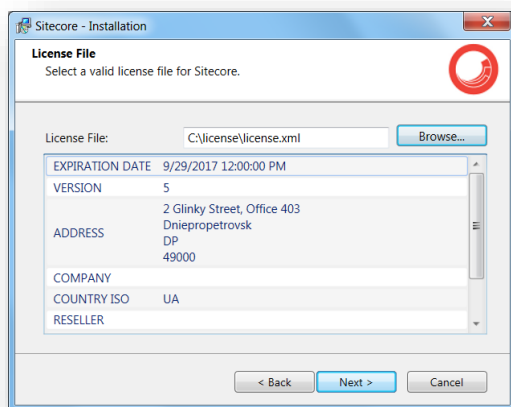 Sitecore - Installation
License File
Select a valid license file for Sitecore.
License File: C:\license\license.xml Browse...
EXPIRATION DATE 9/29/2017 12:00:00 PM
VERSION 5
ADDRESS 2 Glinky Street, Office 403
Dniepropetrovsk
DP
49000
COMPANY
COUNTRY ISO UA
RESELLER
< Back Next > Cancel